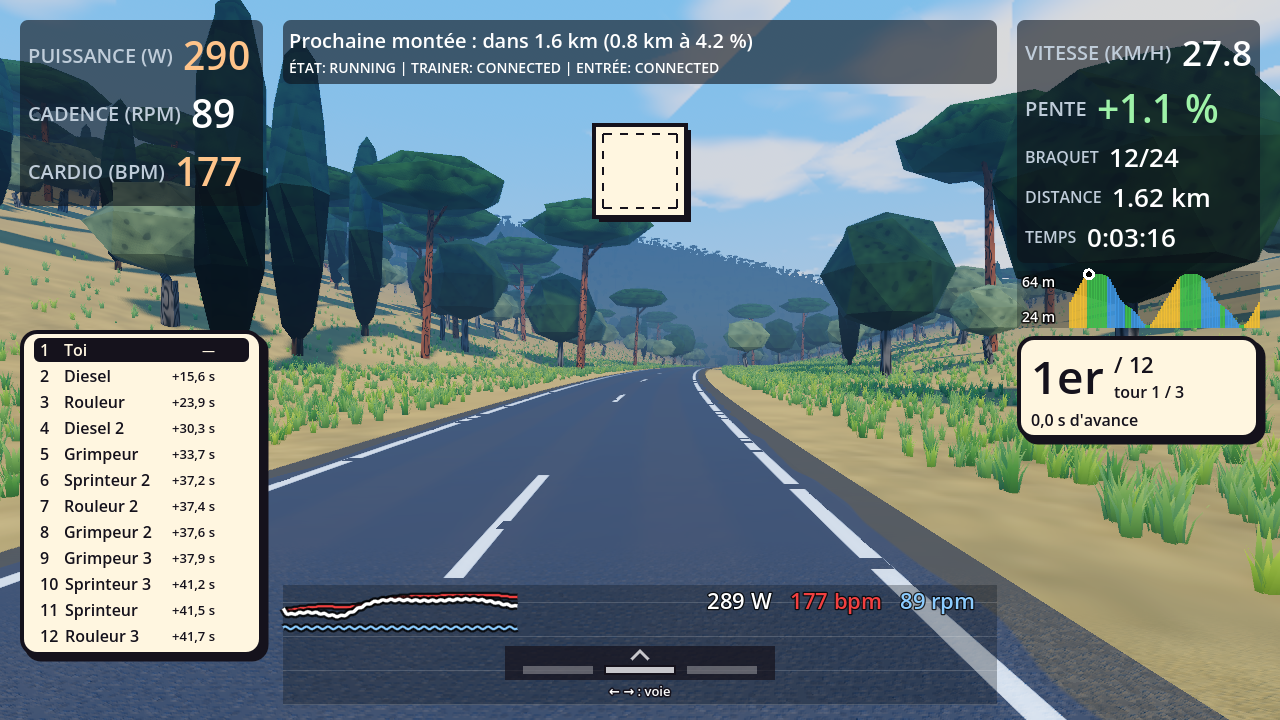 PUISSANCE (W) 290
CADENCE (RPM) 89
CARDIO (BPM) 177
Prochaine montée : dans 1.6 km (0.8 km à 4.2 %)
ÉTAT: RUNNING | TRAINER: CONNECTED | ENTRÉE: CONNECTED
VITESSE (KM/H) 27.8
PENTE +1.1 %
BRAQUET 12/24
DISTANCE 1.62 km
TEMPS 0:03:16
64 m
24 m
1er / 12
tour 1 / 3
0,0 s d'avance
1 Toi —
2 Diesel +15,6 s
3 Rouleur +23,9 s
4 Diesel 2 +30,3 s
5 Grimpeur +33,7 s
6 Sprinteur 2 +37,2 s
7 Rouleur 2 +37,4 s
8 Grimpeur 2 +37,6 s
9 Grimpeur 3 +37,9 s
10 Sprinteur 3 +41,2 s
11 Sprinteur +41,5 s
12 Rouleur 3 +41,7 s
289 W 177 bpm 89 rpm
← → : voie